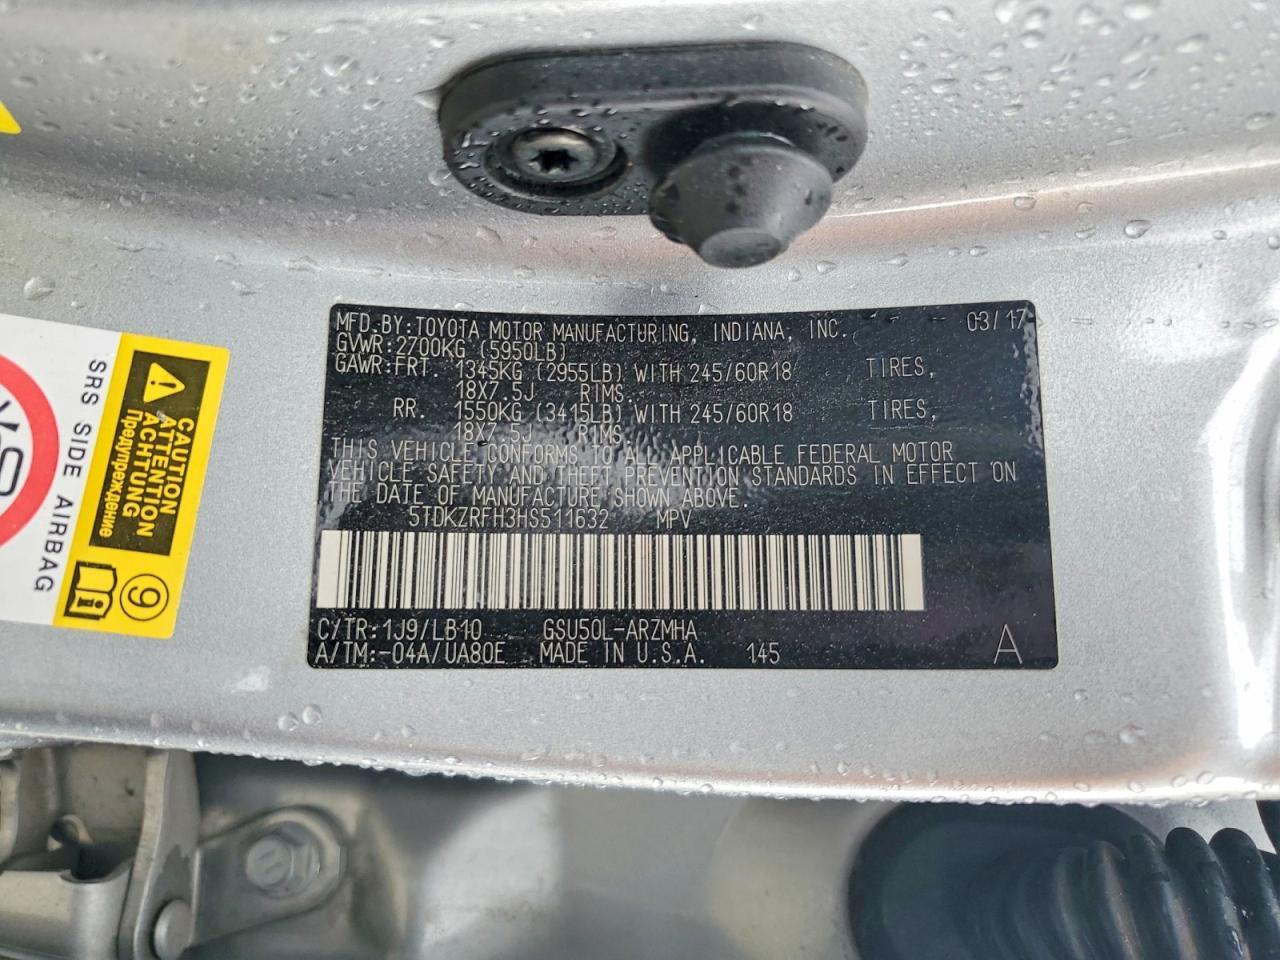 MFD.BY:TOYOTA MOTOR MANUFACTURING, INDIANA, INC. 03/17
GVWR:2700KG (5950LB)
GAWR:FRT. 1345KG (2955LB) WITH 245/60R18 TIRES,
18X7.5J RIMS.
RR. 1550KG (3415LB) WITH 245/60R18 TIRES,
18X7.5J RIMS.
THIS VEHICLE CONFORMS TO ALL APPLICABLE FEDERAL MOTOR
VEHICLE SAFETY AND THEFT PREVENTION STANDARDS IN EFFECT ON
THE DATE OF MANUFACTURE SHOWN ABOVE.
5TDKZRFH3HS511632 MPV
C/TR:1J9/LB10 GSU50L-ARZMHA
A/TM:-04A/UA80E MADE IN U.S.A. 145 A
SRS SIDE AIRBAG
CAUTION
ATTENTION
ACHTUNG
Предупреждение
9